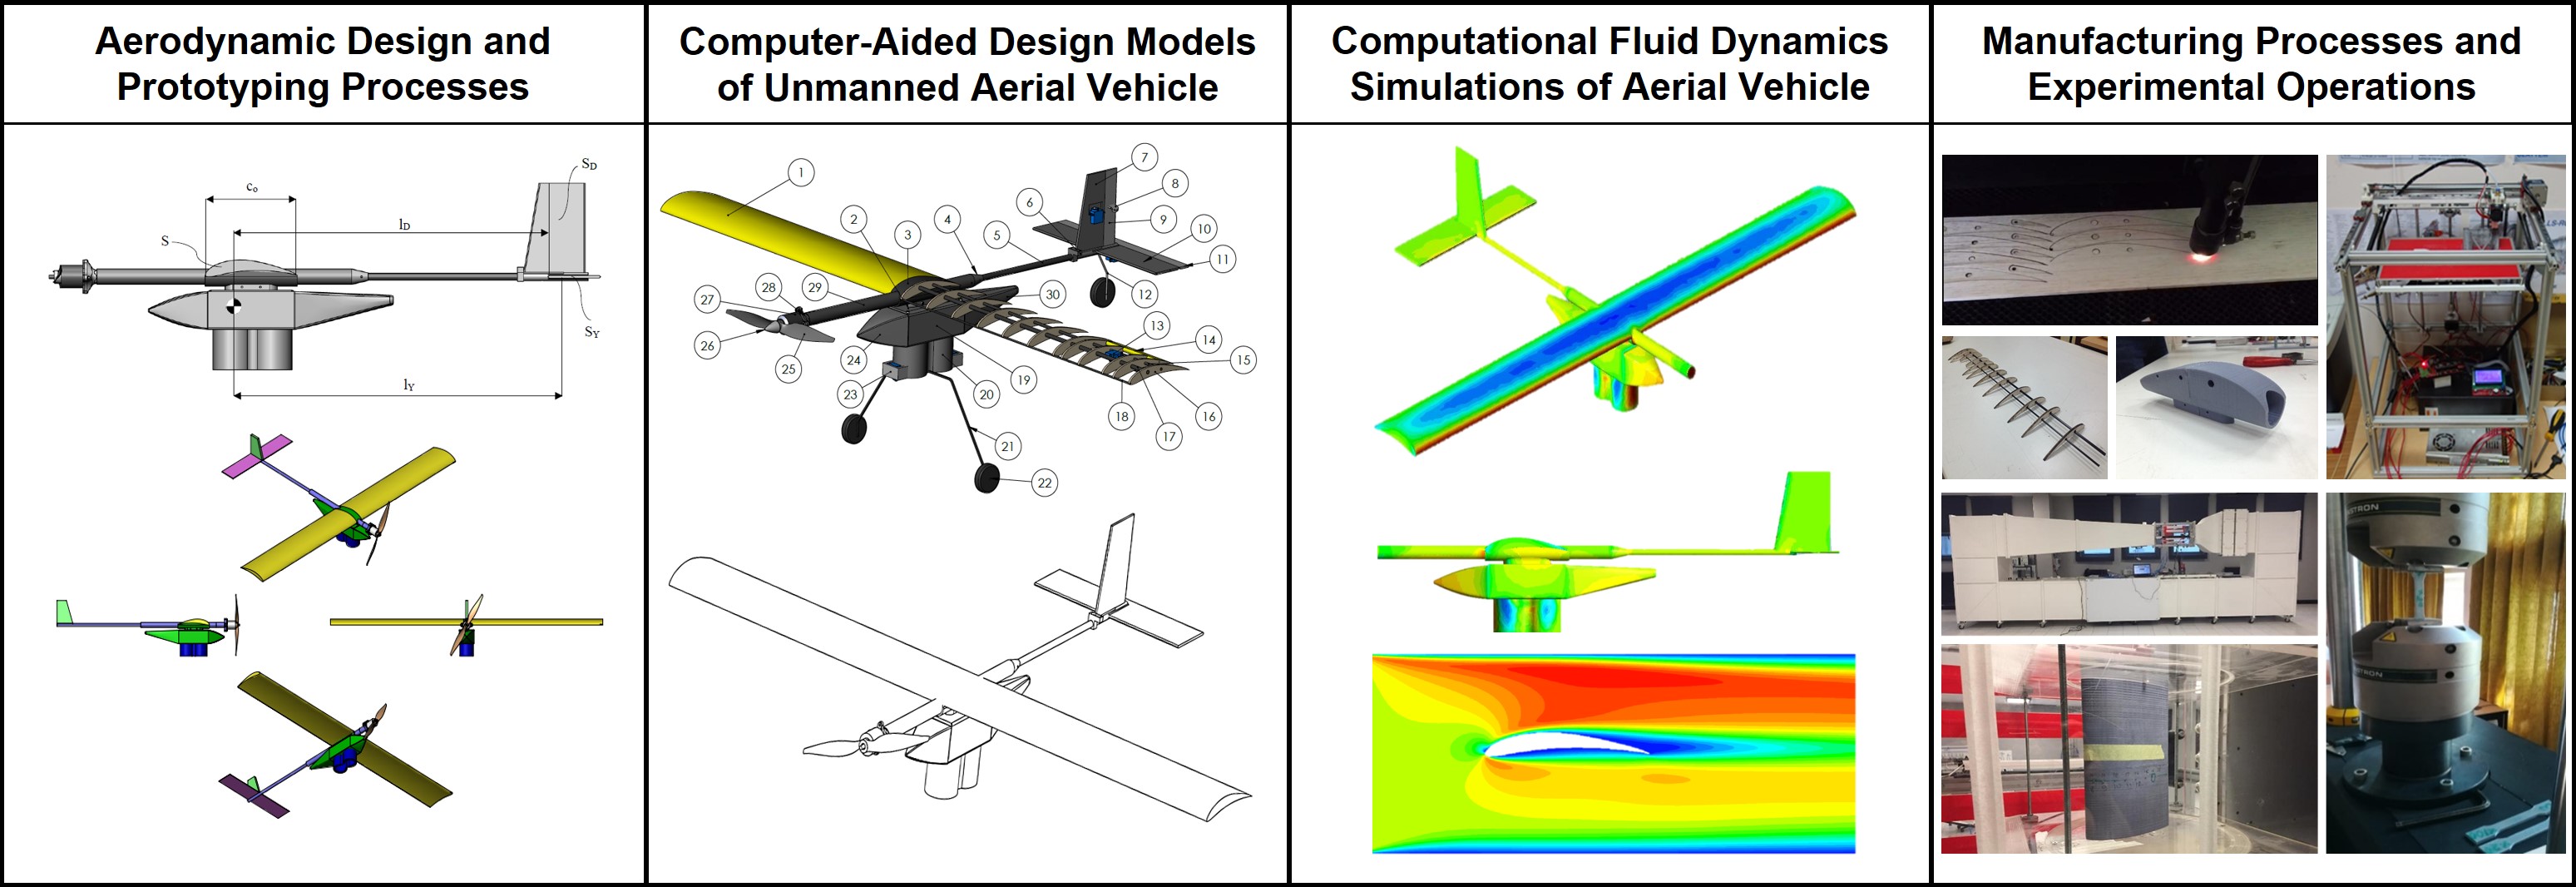 Aerodynamic Design and
Prototyping Processes
Computer-Aided Design Models
of Unmanned Aerial Vehicle
Computational Fluid Dynamics
Simulations of Aerial Vehicle
Manufacturing Processes and
Experimental Operations
S_D
c_o
l_D
S
S_Y
l_Y
1
7
8
6
2
3
4
9
5
10
11
28
29
30
12
27
13
14
26
15
24
25
19
23
20
18
16
17
21
22